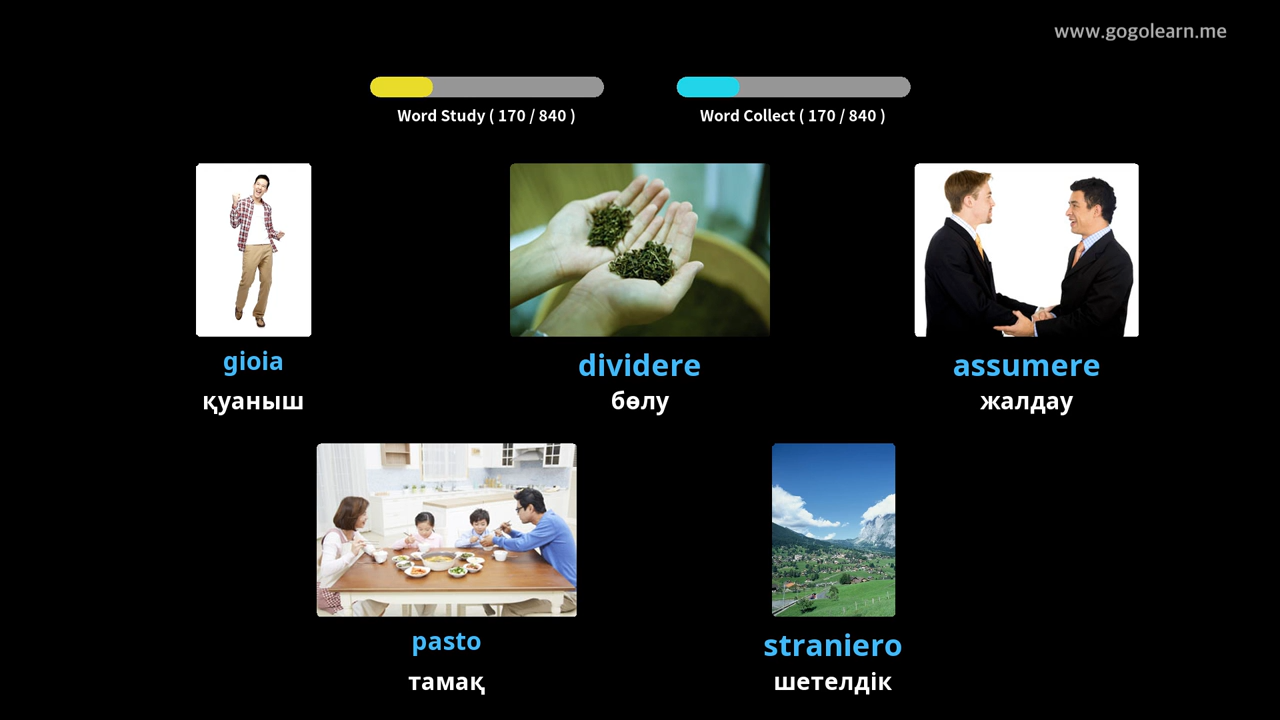 www.gogolearn.me
Word Study ( 170 / 840 )
Word Collect ( 170 / 840 )
gioia
қуаныш
dividere
бөлу
assumere
жалдау
pasto
тамақ
straniero
шетелдік